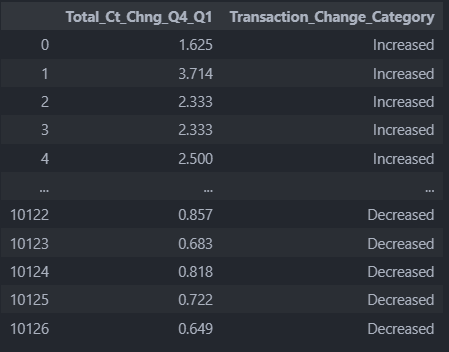 Total_Ct_Chng_Q4_Q1 Transaction_Change_Category
0 1.625 Increased
1 3.714 Increased
2 2.333 Increased
3 2.333 Increased
4 2.500 Increased
... ... ...
10122 0.857 Decreased
10123 0.683 Decreased
10124 0.818 Decreased
10125 0.722 Decreased
10126 0.649 Decreased